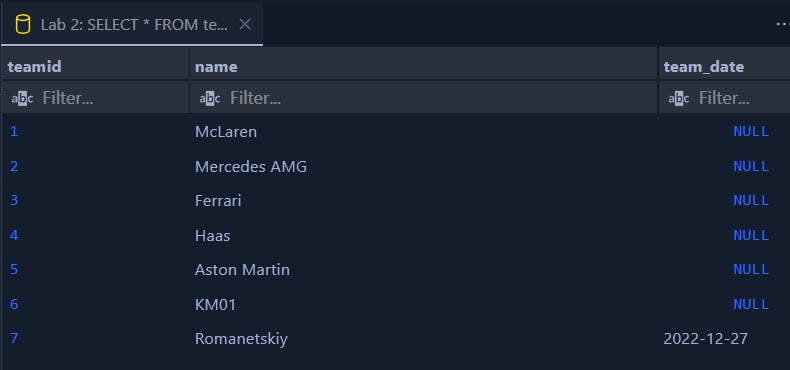 Lab 2: SELECT * FROM te... ×
teamid name team_date
abc Filter... abc Filter... abc Filter...
1 McLaren NULL
2 Mercedes AMG NULL
3 Ferrari NULL
4 Haas NULL
5 Aston Martin NULL
6 KM01 NULL
7 Romanetskiy 2022-12-27